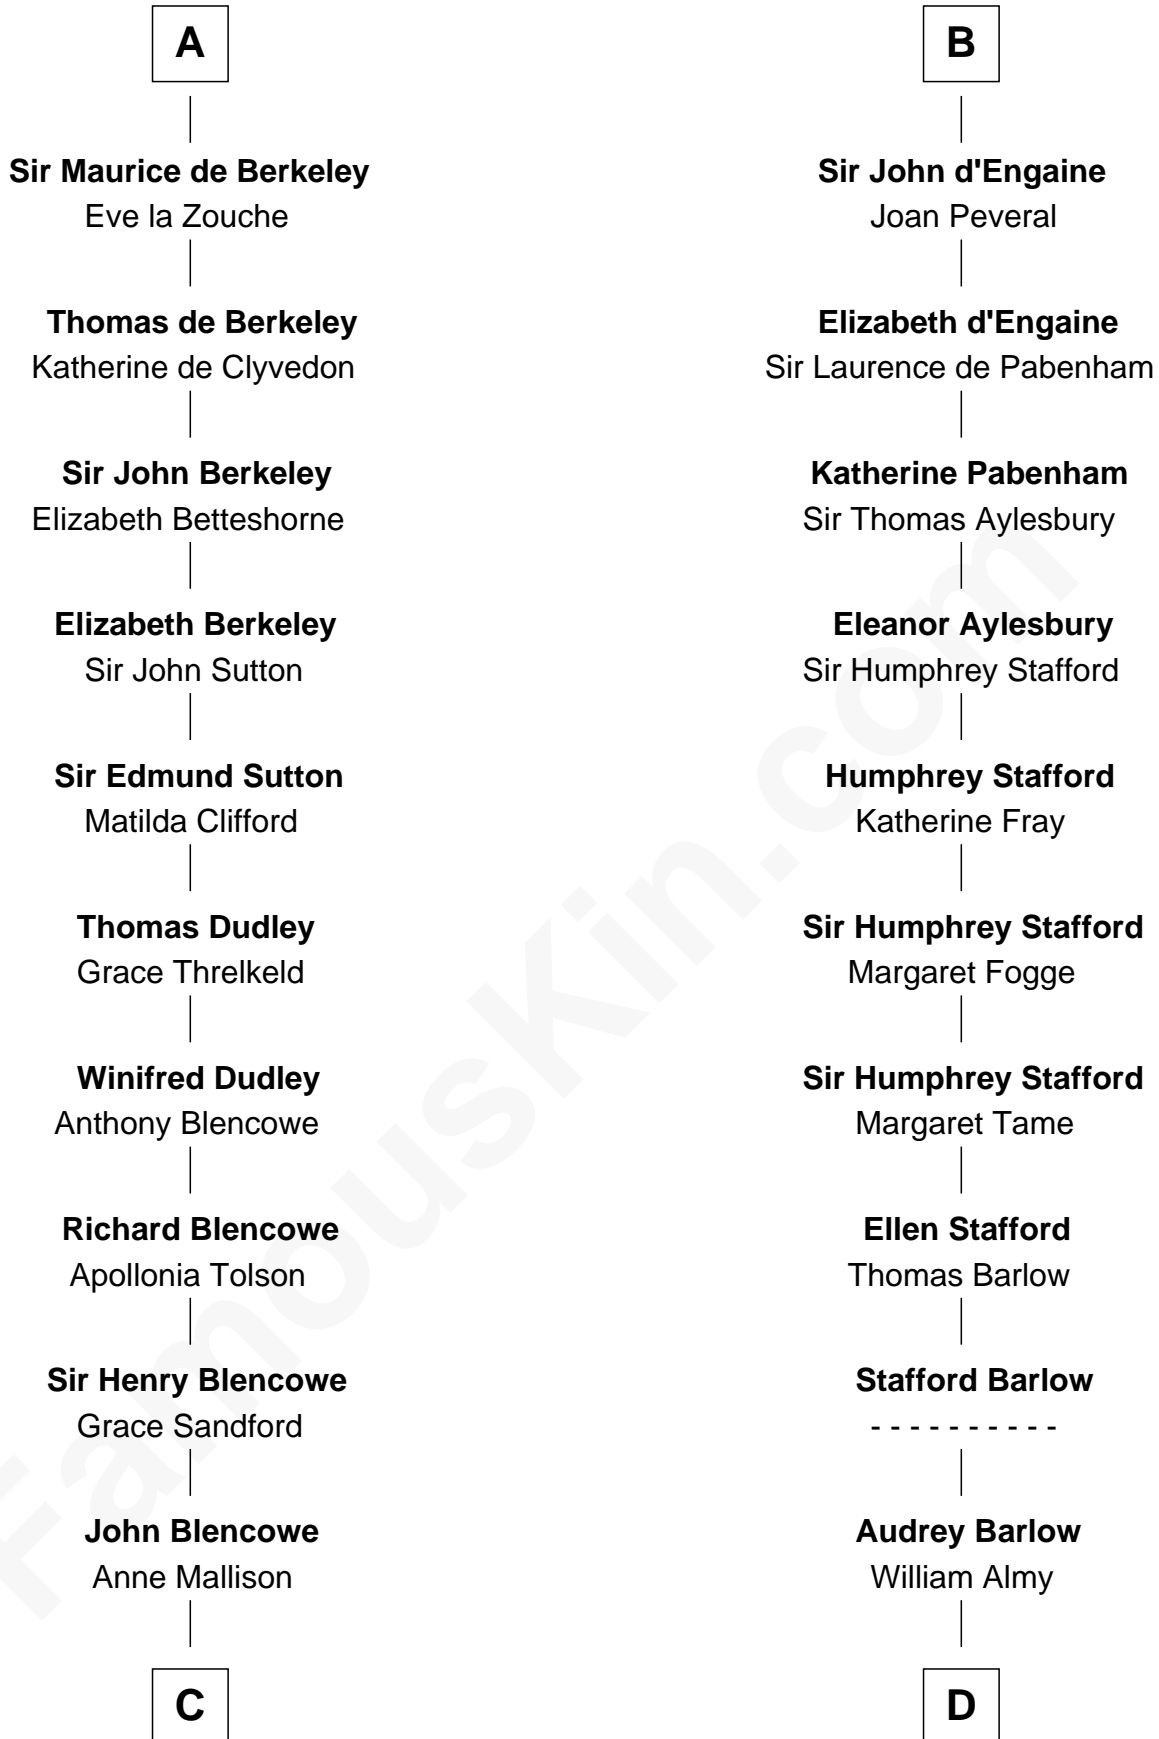 A
Sir Maurice de Berkeley
Eve la Zouche
Thomas de Berkeley
Katherine de Clyvedon
Sir John Berkeley
Elizabeth Betteshorne
Elizabeth Berkeley
Sir John Sutton
Sir Edmund Sutton
Matilda Clifford
Thomas Dudley
Grace Threlkeld
Winifred Dudley
Anthony Blencowe
Richard Blencowe
Apollonia Tolson
Sir Henry Blencowe
Grace Sandford
John Blencowe
Anne Mallison
C
B
Sir John d'Engaine
Joan Peveral
Elizabeth d'Engaine
Sir Laurence de Pabenham
Katherine Pabenham
Sir Thomas Aylesbury
Eleanor Aylesbury
Sir Humphrey Stafford
Humphrey Stafford
Katherine Fray
Sir Humphrey Stafford
Margaret Fogge
Sir Humphrey Stafford
Margaret Tame
Ellen Stafford
Thomas Barlow
Stafford Barlow
- - - - - - - - - -
Audrey Barlow
William Almy
D
FamousKin.com